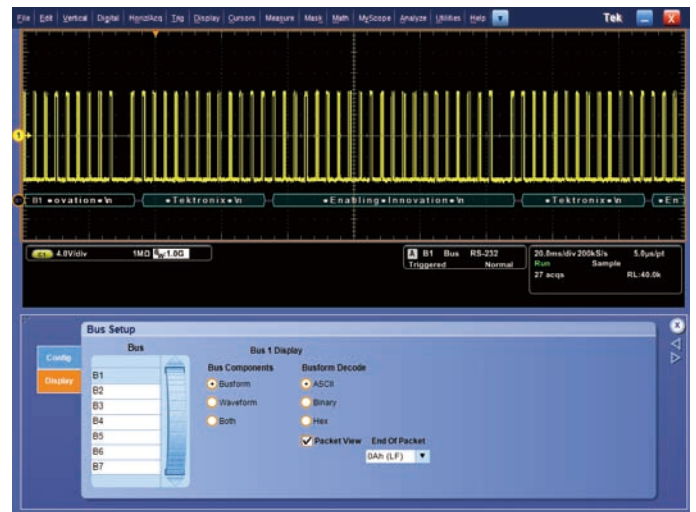 File Edit Vertical Digital Horiz/Acq Trig Display Cursors Measure Mask Math MyScope Analyze Utilities Help Tek X
1
B1 •ovation•\n •Tektronix•\n •Enabling•Innovation•\n •Tektronix•\n •En
C1 4.0V/div 1MΩ BW:1.0G
A B1 Bus RS-232
Triggered Normal
20.0ms/div 200kS/s 5.0µs/pt
Run Sample
27 acqs RL:40.0k
Bus Setup
Config
Display
Bus
B1
B2
B3
B4
B5
B6
B7
Bus 1 Display
Bus Components
Busform
Waveform
Both
Busform Decode
ASCII
Binary
Hex
Packet View
End Of Packet
0Ah (LF)
X